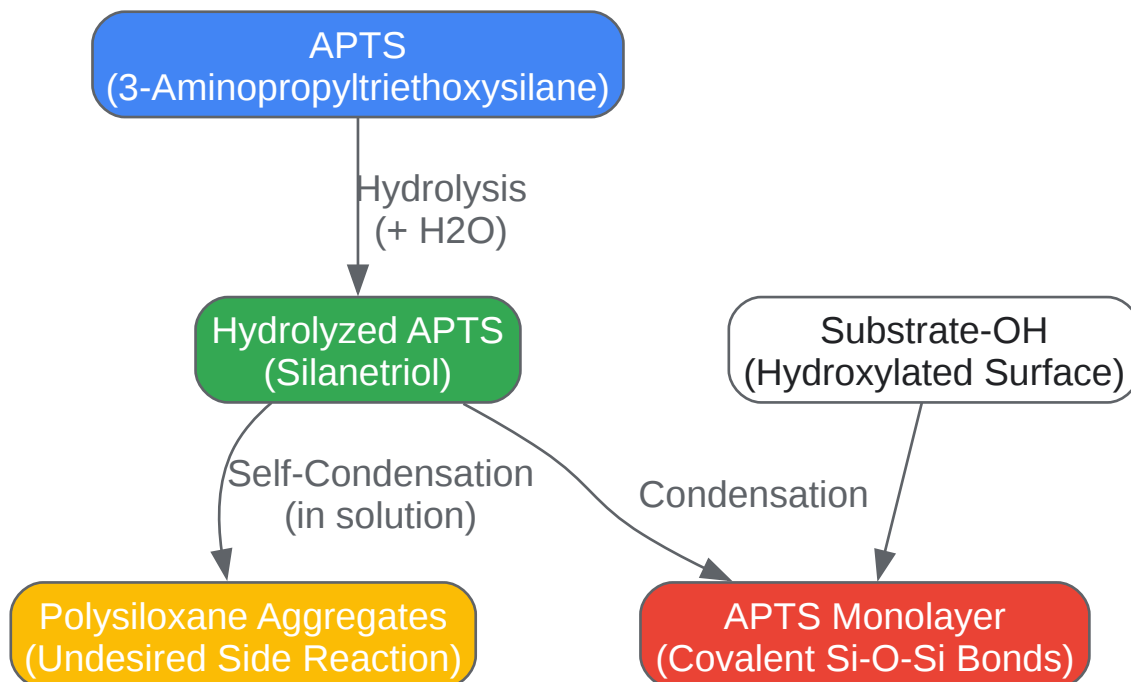 APTS
(3-Aminopropyltriethoxysilane)
Hydrolysis
(+ H2O)
Hydrolyzed APTS
(Silanetriol)
Substrate-OH
(Hydroxylated Surface)
Self-Condensation
(in solution)
Condensation
Polysiloxane Aggregates
(Undesired Side Reaction)
APTS Monolayer
(Covalent Si-O-Si Bonds)